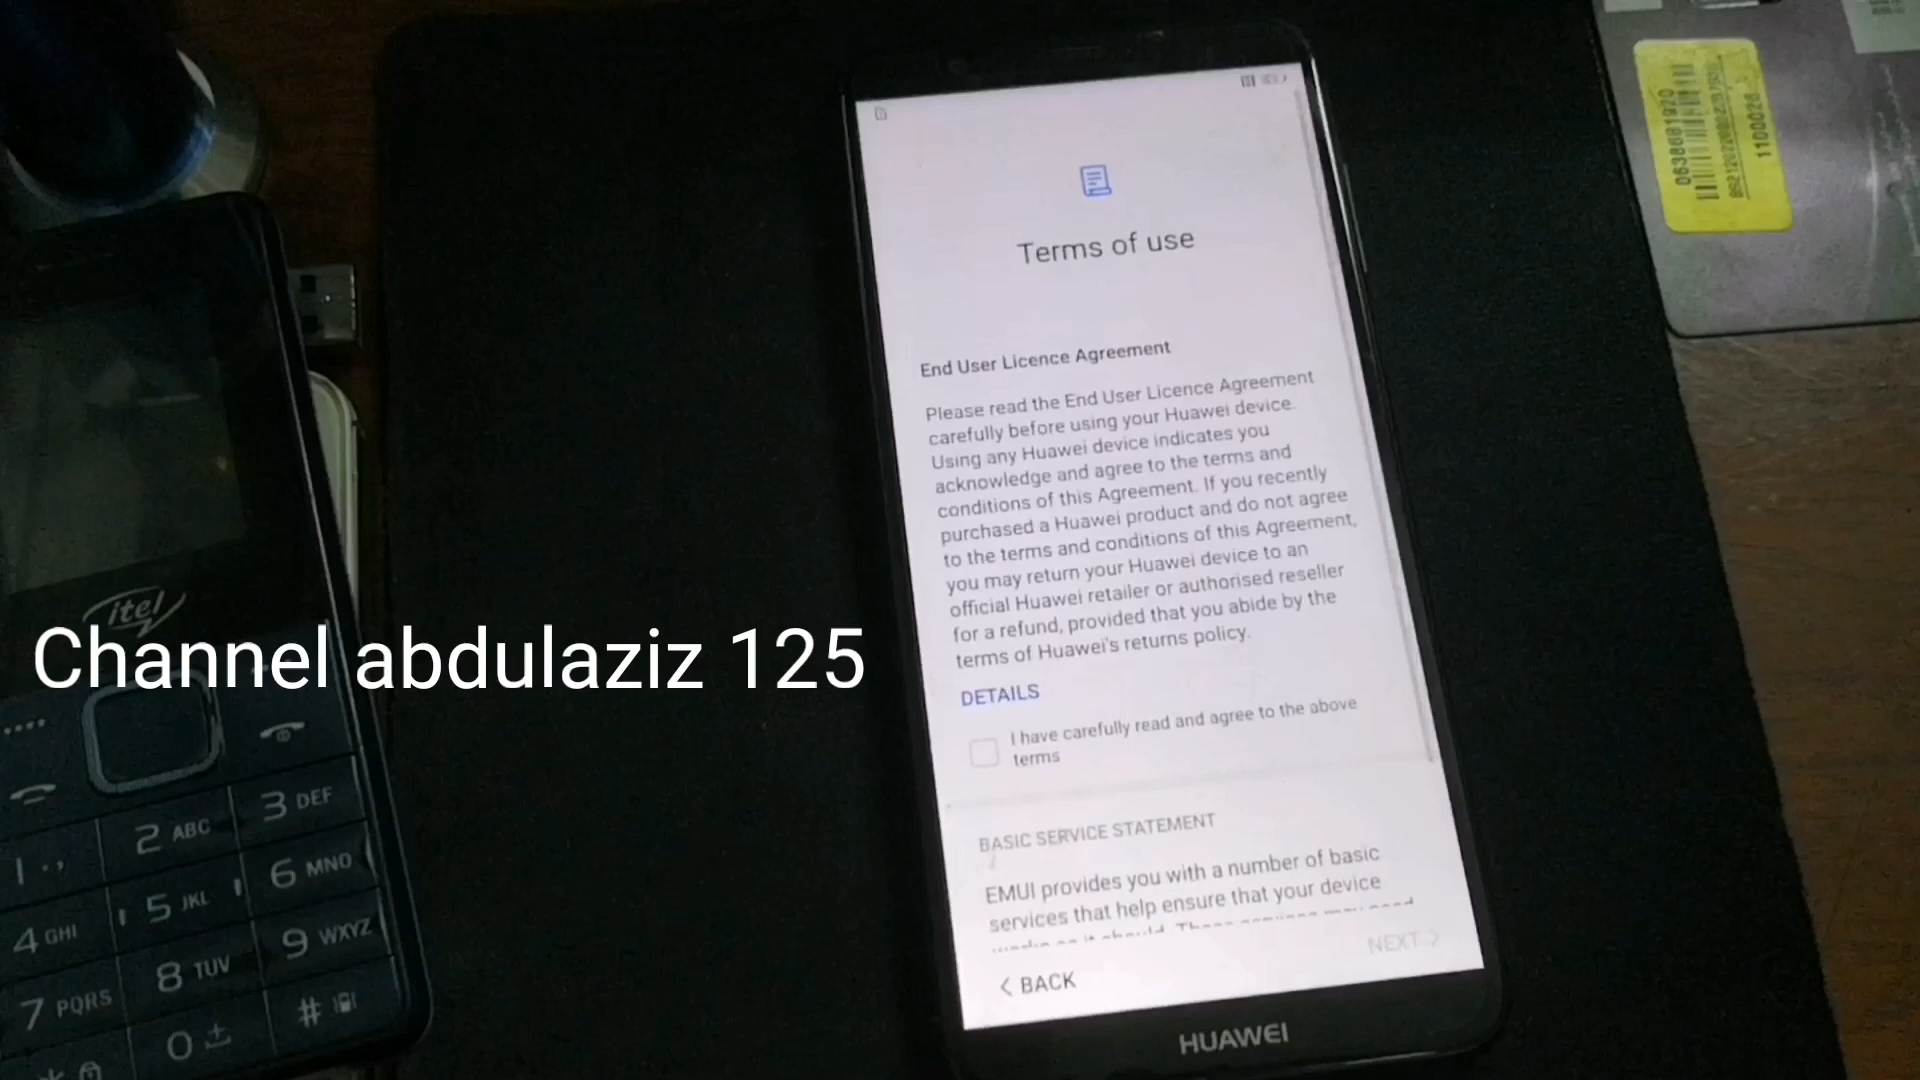 Terms of use
End User Licence Agreement
Please read the End User Licence Agreement
carefully before using your Huawei device.
Using any Huawei device indicates you
acknowledge and agree to the terms and
conditions of this Agreement. If you recently
purchased a Huawei product and do not agree
to the terms and conditions of this Agreement,
you may return your Huawei device to an
official Huawei retailer or authorised reseller
for a refund, provided that you abide by the
terms of Huawei's returns policy.
DETAILS
I have carefully read and agree to the above
terms
BASIC SERVICE STATEMENT
EMUI provides you with a number of basic
services that help ensure that your device
BACK
NEXT
HUAWEI
itel
Channel abdulaziz 125
1 . ,
2 ABC
3 DEF
4 GHI
5 JKL
6 MNO
7 PQRS
8 TUV
9 WXYZ
0
#
1100026